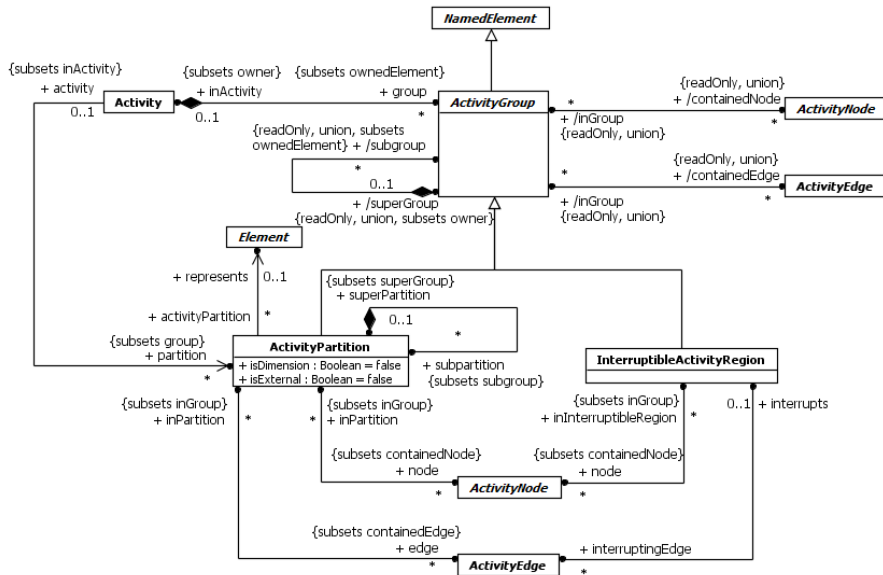 NamedElement
{subsets inActivity}
+ activity
0..1
Activity
{subsets owner}
+ inActivity
0..1
{subsets ownedElement}
+ group
*
ActivityGroup
*
+ /inGroup
{readOnly, union}
{readOnly, union}
+ /containedNode
*
ActivityNode
{readOnly, union, subsets
ownedElement} + /subgroup
*
0..1
+ /superGroup
{readOnly, union, subsets owner}
*
+ /inGroup
{readOnly, union}
{readOnly, union}
+ /containedEdge
*
ActivityEdge
Element
+ represents
0..1
+ activityPartition
*
{subsets superGroup}
+ superPartition
0..1
*
+ subpartition
{subsets subgroup}
{subsets group}
+ partition
*
ActivityPartition
+ isDimension : Boolean = false
+ isExternal : Boolean = false
InterruptibleActivityRegion
{subsets inGroup}
+ inPartition
*
{subsets inGroup}
+ inPartition
*
{subsets inGroup}
+ inInterruptibleRegion
*
0..1
+ interrupts
{subsets containedNode}
+ node
*
ActivityNode
{subsets containedNode}
+ node
*
{subsets containedEdge}
+ edge
*
ActivityEdge
+ interruptingEdge
*